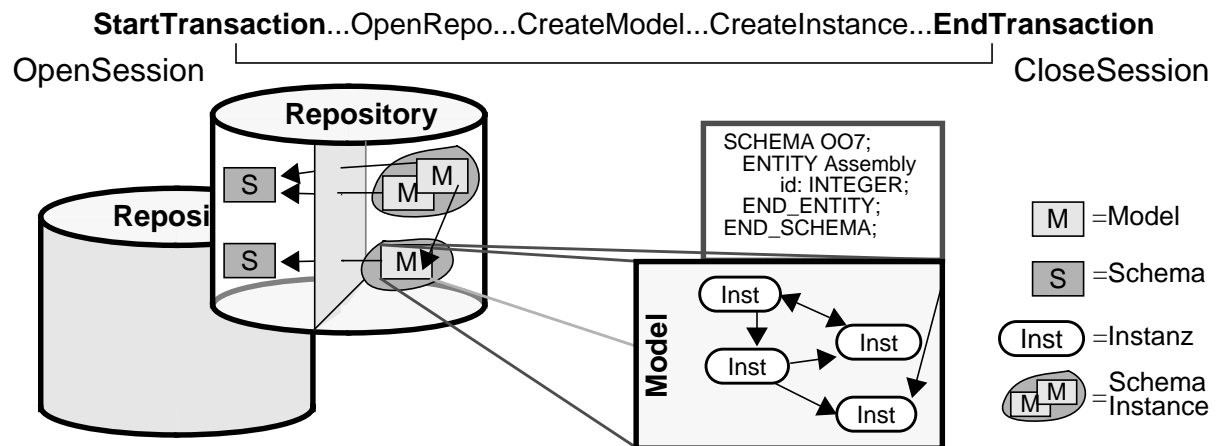 StartTransaction...OpenRepo...CreateModel...CreateInstance...EndTransaction
OpenSession
CloseSession
Repository
Reposi
S
M
M
S
M
SCHEMA OO7;
ENTITY Assembly
id: INTEGER;
END_ENTITY;
END_SCHEMA;
Model
Inst
Inst
Inst
Inst
M =Model
S =Schema
Inst =Instanz
M M =Schema
Instance